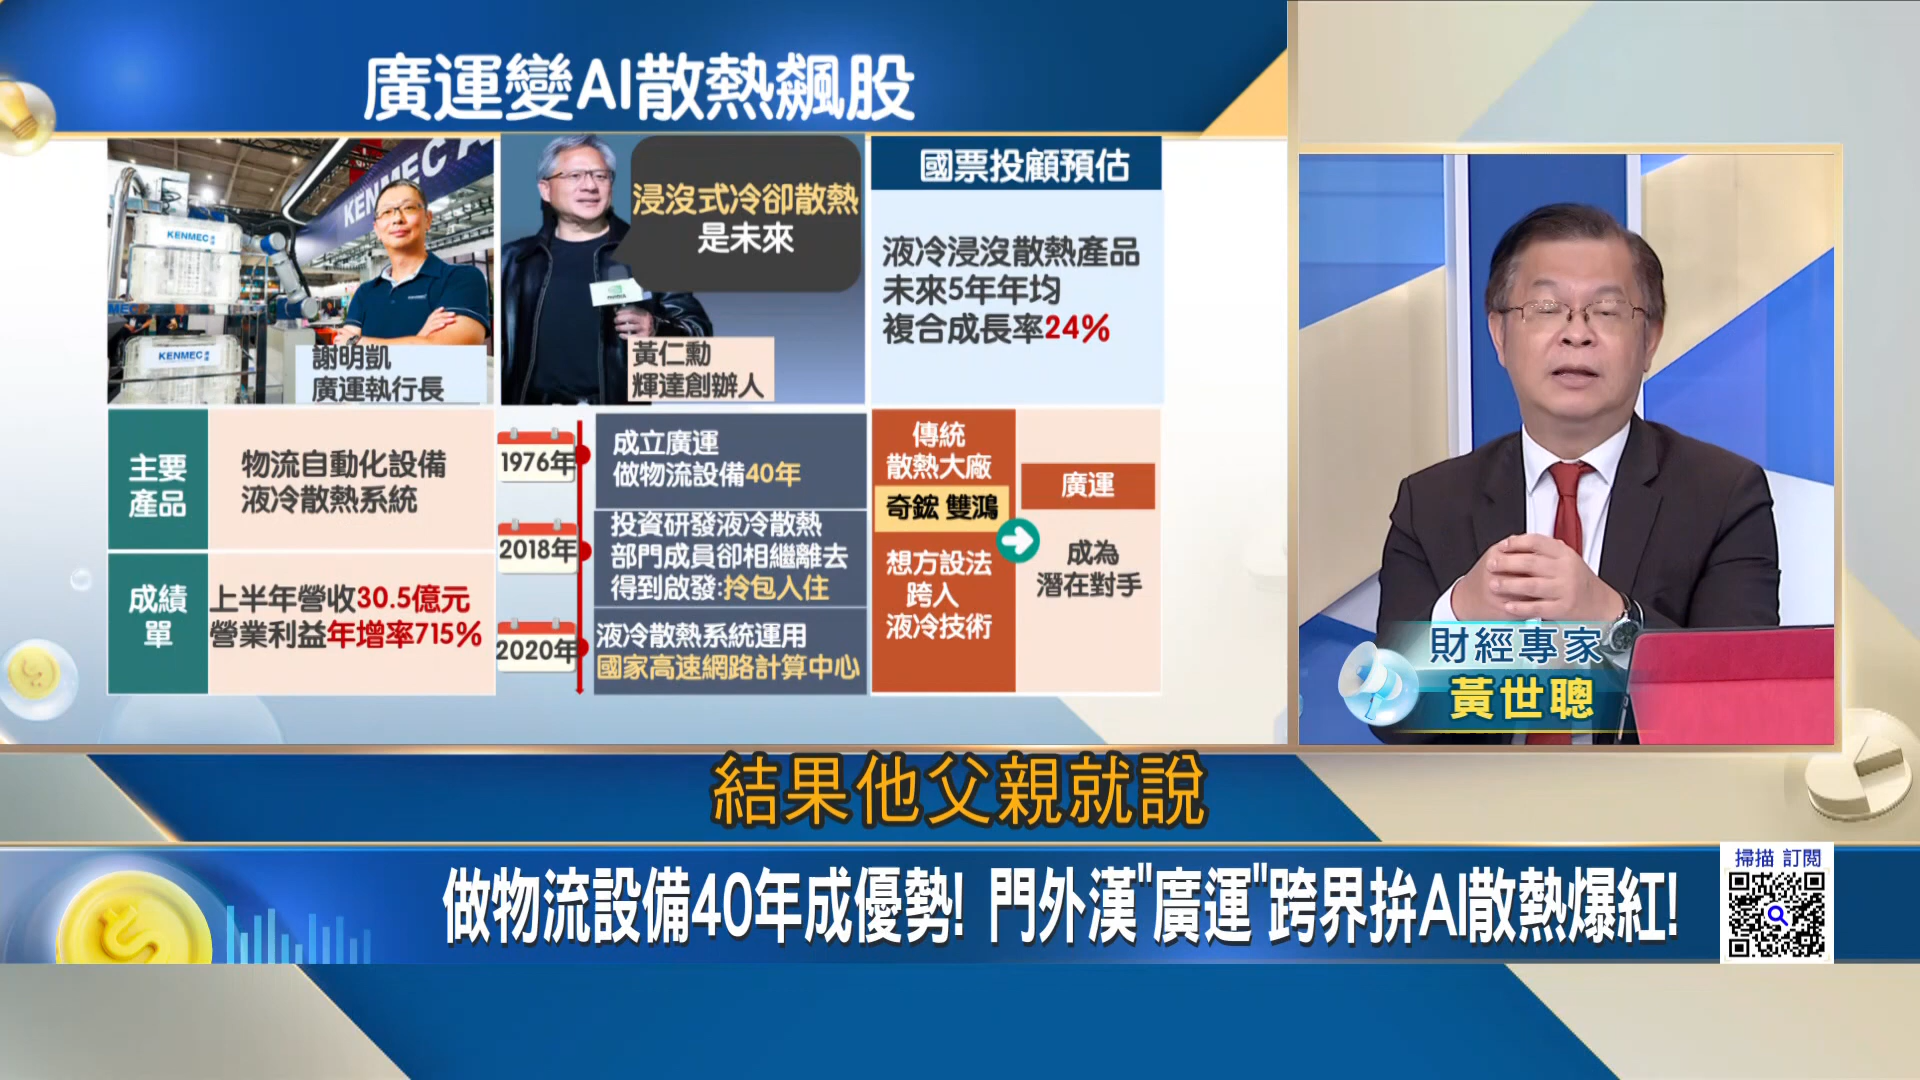 廣運變AI散熱飆股
KENMEC A
KENMEC
KENMEC
謝明凱
廣運執行長
浸沒式冷卻散熱
是未來
NVIDIA
黃仁勳
輝達創辦人
國票投顧預估
液冷浸沒散熱產品
未來5年年均
複合成長率24%
主要
產品
物流自動化設備
液冷散熱系統
成績
單
上半年營收30.5億元
營業利益年增率715%
1976年
成立廣運
做物流設備40年
2018年
投資研發液冷散熱
部門成員卻相繼離去
得到啟發:拎包入住
2020年
液冷散熱系統運用
國家高速網路計算中心
傳統
散熱大廠
奇鋐 雙鴻
想方設法
跨入
液冷技術
廣運
成為
潛在對手
財經專家
黃世聰
結果他父親就說
做物流設備40年成優勢! 門外漢"廣運"跨界拚AI散熱爆紅!
掃描 訂閱